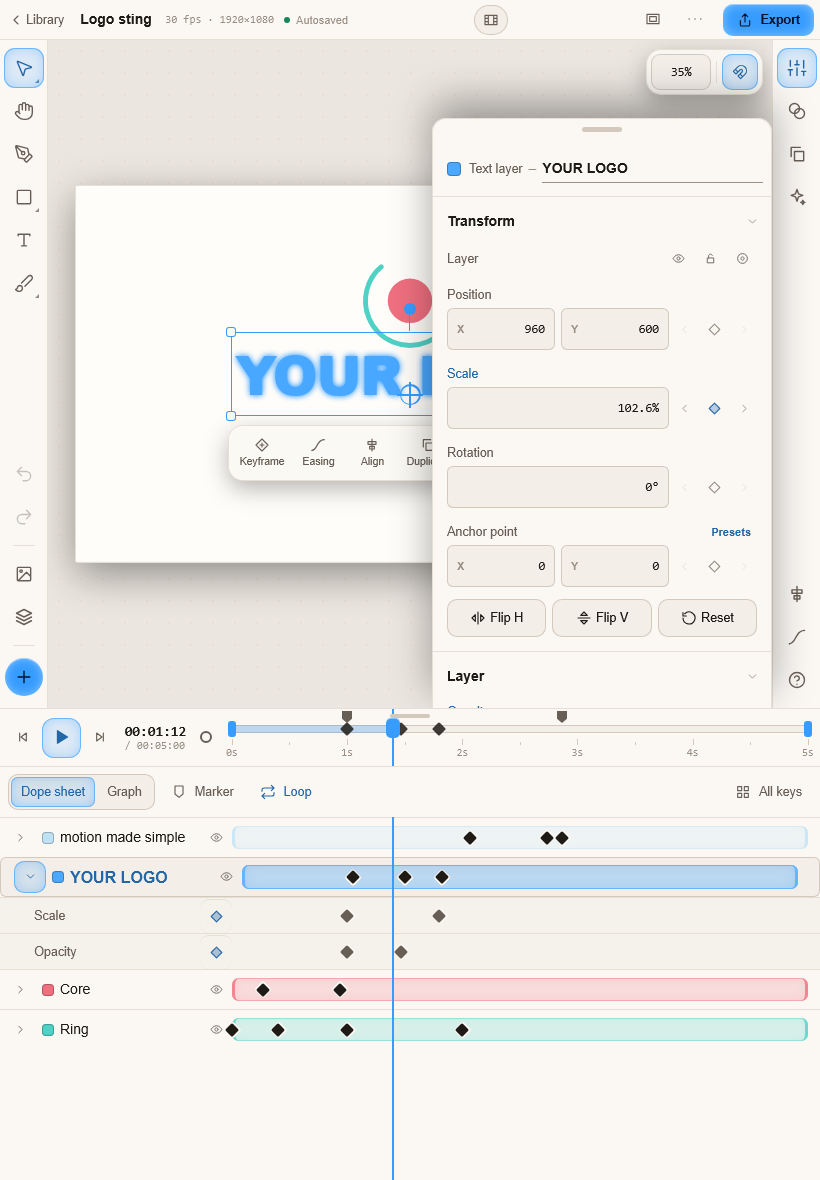 Library
Logo sting
30 fps · 1920×1080
Autosaved
Export
35%
Text layer – YOUR LOGO
Transform
Layer
Position
X 960
Y 600
Scale
102.6%
Rotation
0°
Anchor point
Presets
X 0
Y 0
Flip H
Flip V
Reset
Layer
YOUR
Keyframe
Easing
Align
00:01:12
/ 00:05:00
0s
1s
2s
3s
4s
5s
Dope sheet
Graph
Marker
Loop
All keys
motion made simple
YOUR LOGO
Scale
Opacity
Core
Ring